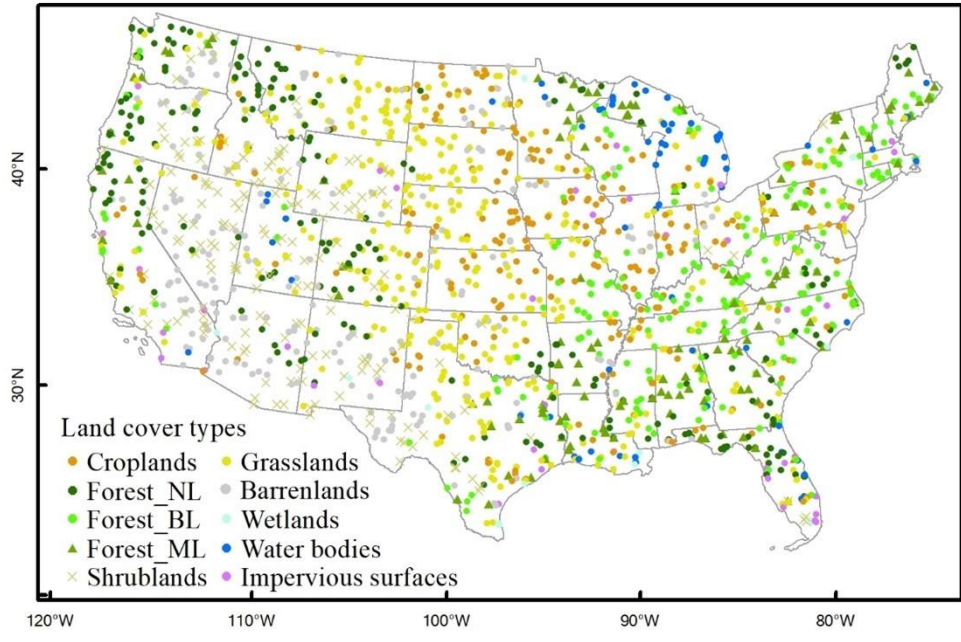 40°N
30°N
Land cover types
Croplands Grasslands
Forest_NL Barrenlands
Forest_BL Wetlands
Forest_ML Water bodies
Shrublands Impervious surfaces
120°W 110°W 100°W 90°W 80°W